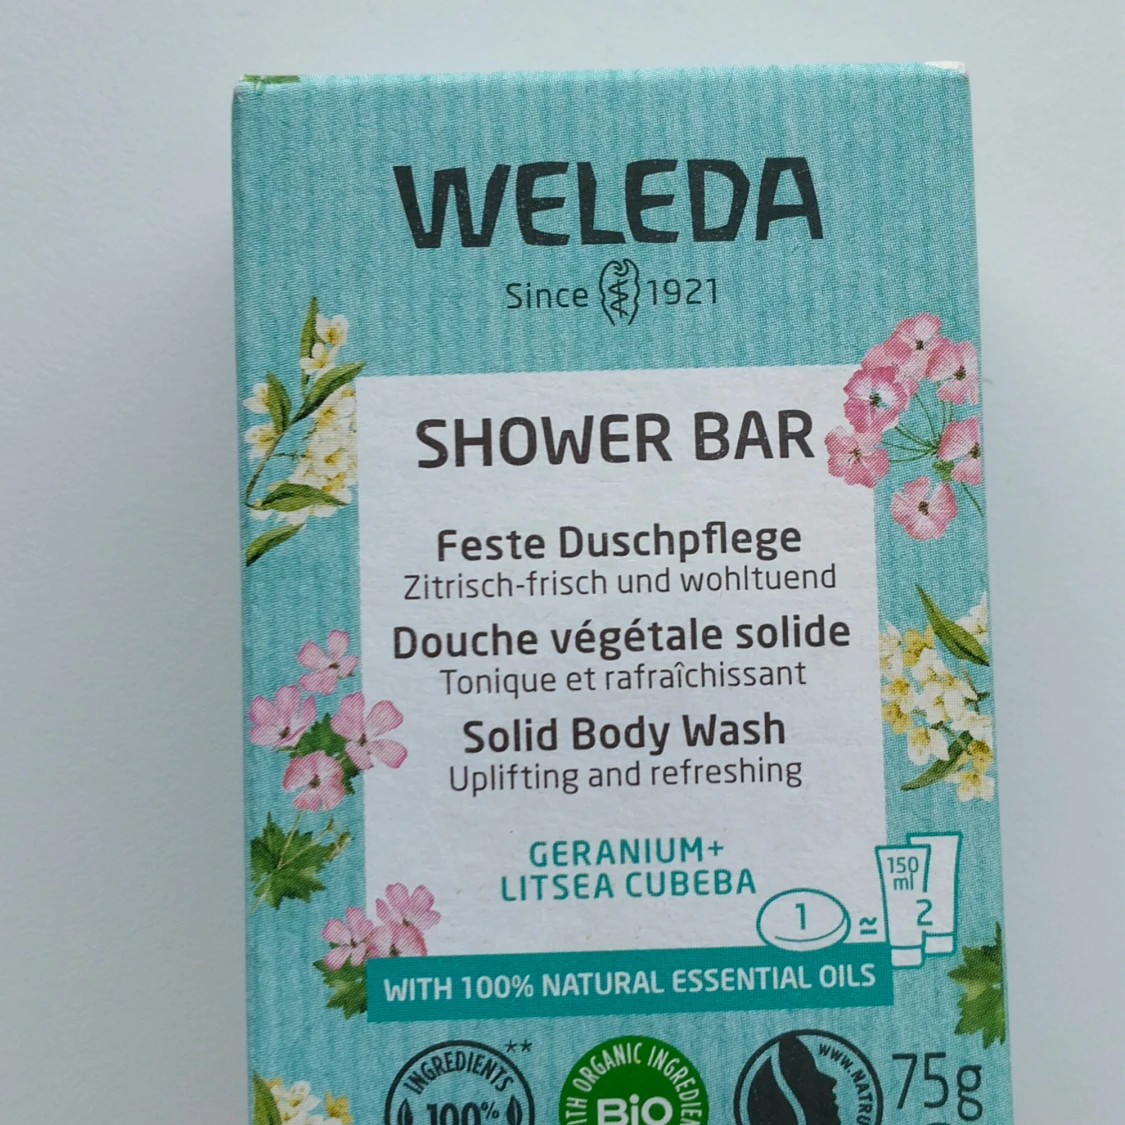 WELEDA
Since 1921
SHOWER BAR
Feste Duschpflege
Zitrisch-frisch und wohltuend
Douche végétale solide
Tonique et rafraîchissant
Solid Body Wash
Uplifting and refreshing
GERANIUM+
LITSEA CUBEBA
1 ≃ 2
150
ml
WITH 100% NATURAL ESSENTIAL OILS
INGREDIENTS **
100%
ORGANIC
BiO
75g